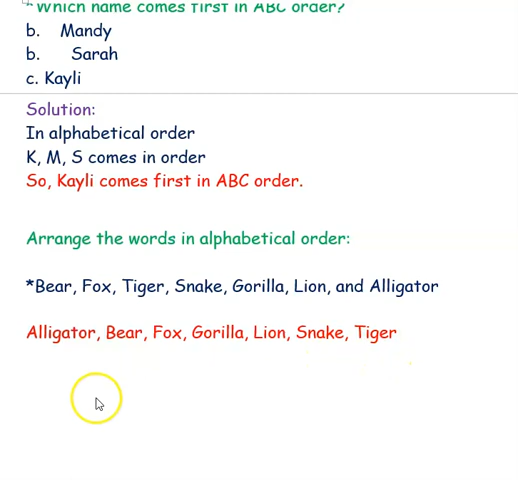 *Which name comes first in ABC order?
b. Mandy
b. Sarah
c. Kayli
Solution:
In alphabetical order
K, M, S comes in order
So, Kayli comes first in ABC order.
Arrange the words in alphabetical order:
*Bear, Fox, Tiger, Snake, Gorilla, Lion, and Alligator
Alligator, Bear, Fox, Gorilla, Lion, Snake, Tiger